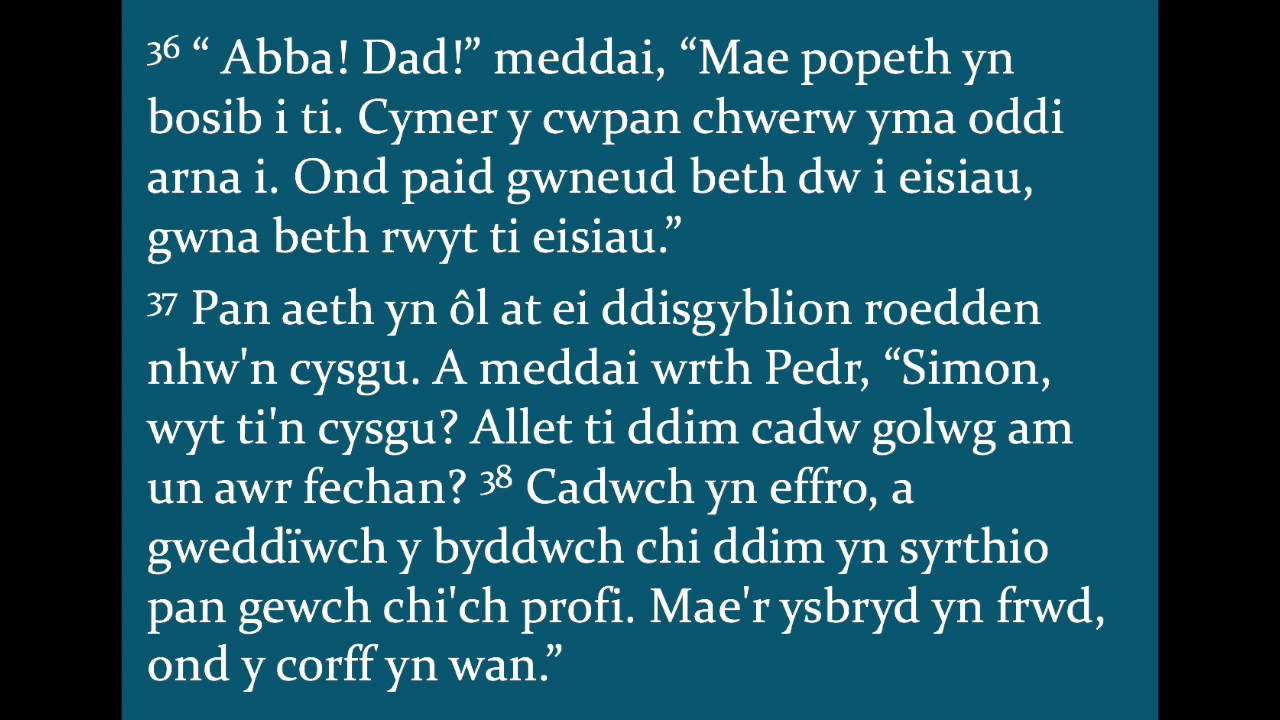 36 “ Abba! Dad!” meddai, “Mae popeth yn
bosib i ti. Cymer y cwpan chwerw yma oddi
arna i. Ond paid gwneud beth dw i eisiau,
gwna beth rwyt ti eisiau.”
37 Pan aeth yn ôl at ei ddisgyblion roedden
nhw'n cysgu. A meddai wrth Pedr, “Simon,
wyt ti'n cysgu? Allet ti ddim cadw golwg am
un awr fechan? 38 Cadwch yn effro, a
gweddïwch y byddwch chi ddim yn syrthio
pan gewch chi'ch profi. Mae'r ysbryd yn frwd,
ond y corff yn wan.”